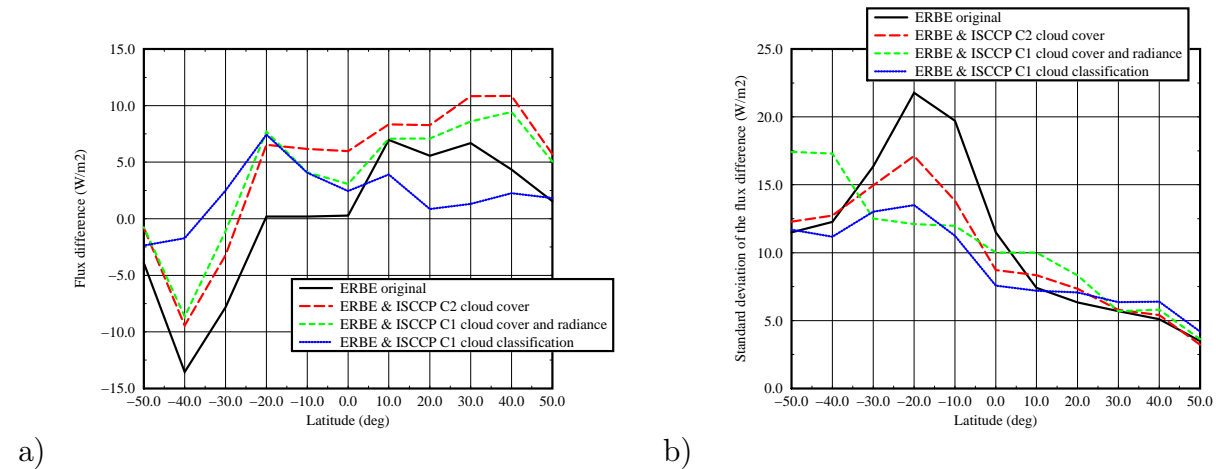 15.0
10.0
5.0
0.0
−5.0
−10.0
−15.0
Flux difference (W/m2)
ERBE original
ERBE & ISCCP C2 cloud cover
ERBE & ISCCP C1 cloud cover and radiance
ERBE & ISCCP C1 cloud classification
−50.0 −40.0 −30.0 −20.0 −10.0 0.0 10.0 20.0 30.0 40.0 50.0
Latitude (deg)
a)
ERBE original
ERBE & ISCCP C2 cloud cover
ERBE & ISCCP C1 cloud cover and radiance
ERBE & ISCCP C1 cloud classification
25.0
20.0
15.0
10.0
5.0
0.0
Standard deviation of the flux difference (W/m2)
−50.0 −40.0 −30.0 −20.0 −10.0 0.0 10.0 20.0 30.0 40.0 50.0
Latitude (deg)
b)